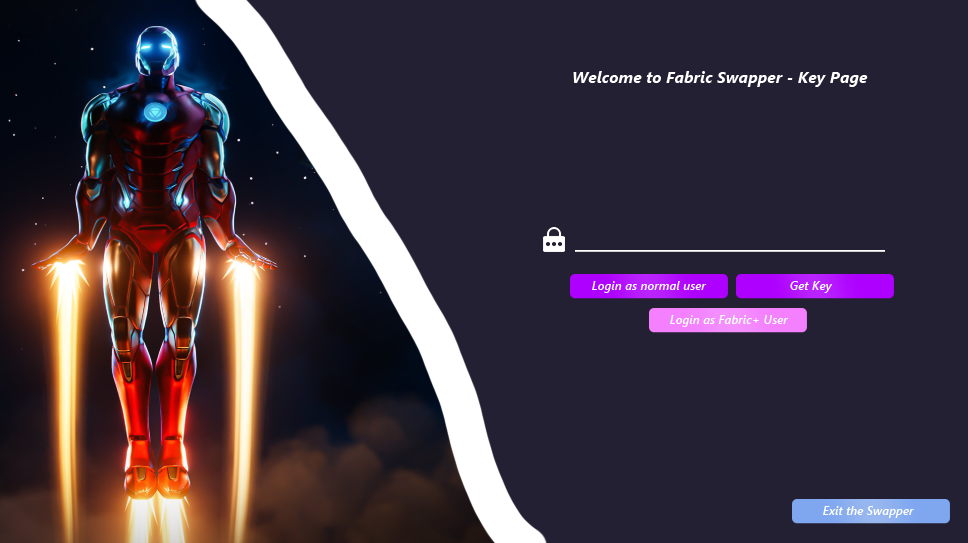 Welcome to Fabric Swapper - Key Page
Login as normal user
Get Key
Login as Fabric+ User
Exit the Swapper